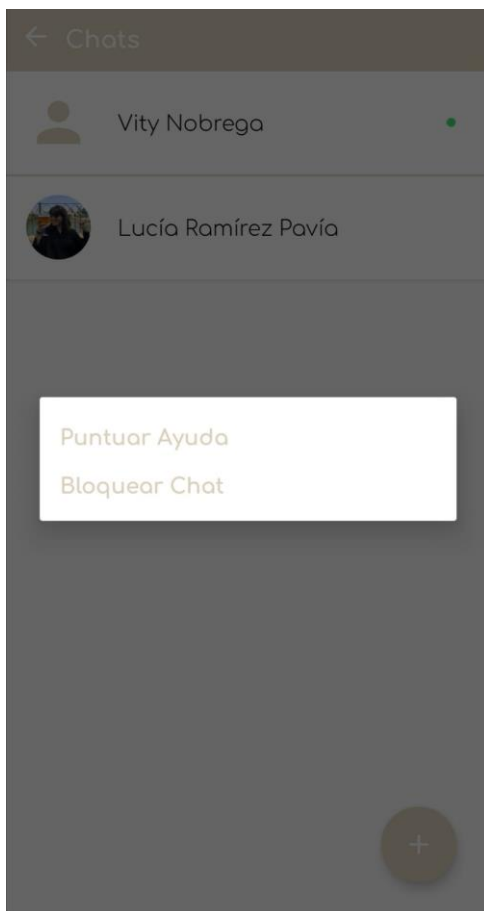 Chats
Vity Nobrega
Lucía Ramírez Pavía
Puntuar Ayuda
Bloquear Chat